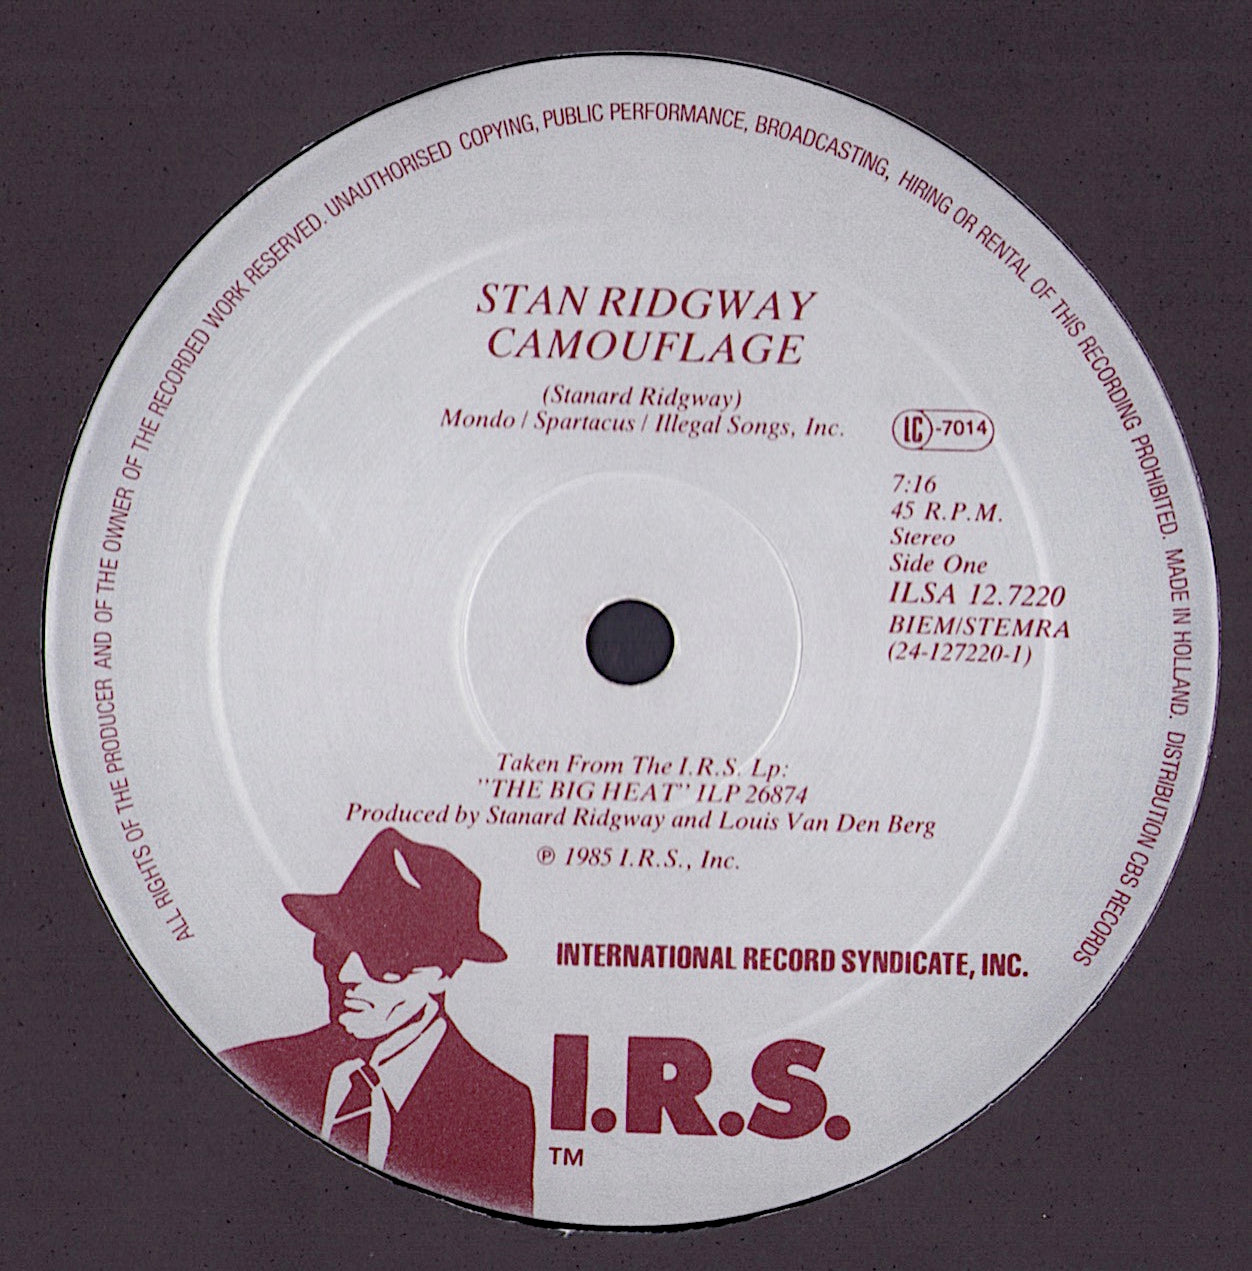 ALL RIGHTS OF THE PRODUCER AND OF THE OWNER OF THE RECORDED WORK RESERVED. UNAUTHORISED COPYING, PUBLIC PERFORMANCE, BROADCASTING, HIRING OR RENTAL OF THIS RECORDING PROHIBITED. MADE IN HOLLAND. DISTRIBUTION CBS RECORDS
STAN RIDGWAY
CAMOUFLAGE
(Stanard Ridgway)
Mondo / Spartacus / Illegal Songs, Inc.
LC-7014
7:16
45 R.P.M.
Stereo
Side One
ILSA 12.7220
BIEM/STEMRA
(24-127220-1)
Taken From The I.R.S. Lp:
"THE BIG HEAT" ILP 26874
Produced by Stanard Ridgway and Louis Van Den Berg
℗ 1985 I.R.S., Inc.
INTERNATIONAL RECORD SYNDICATE, INC.
I.R.S.
TM